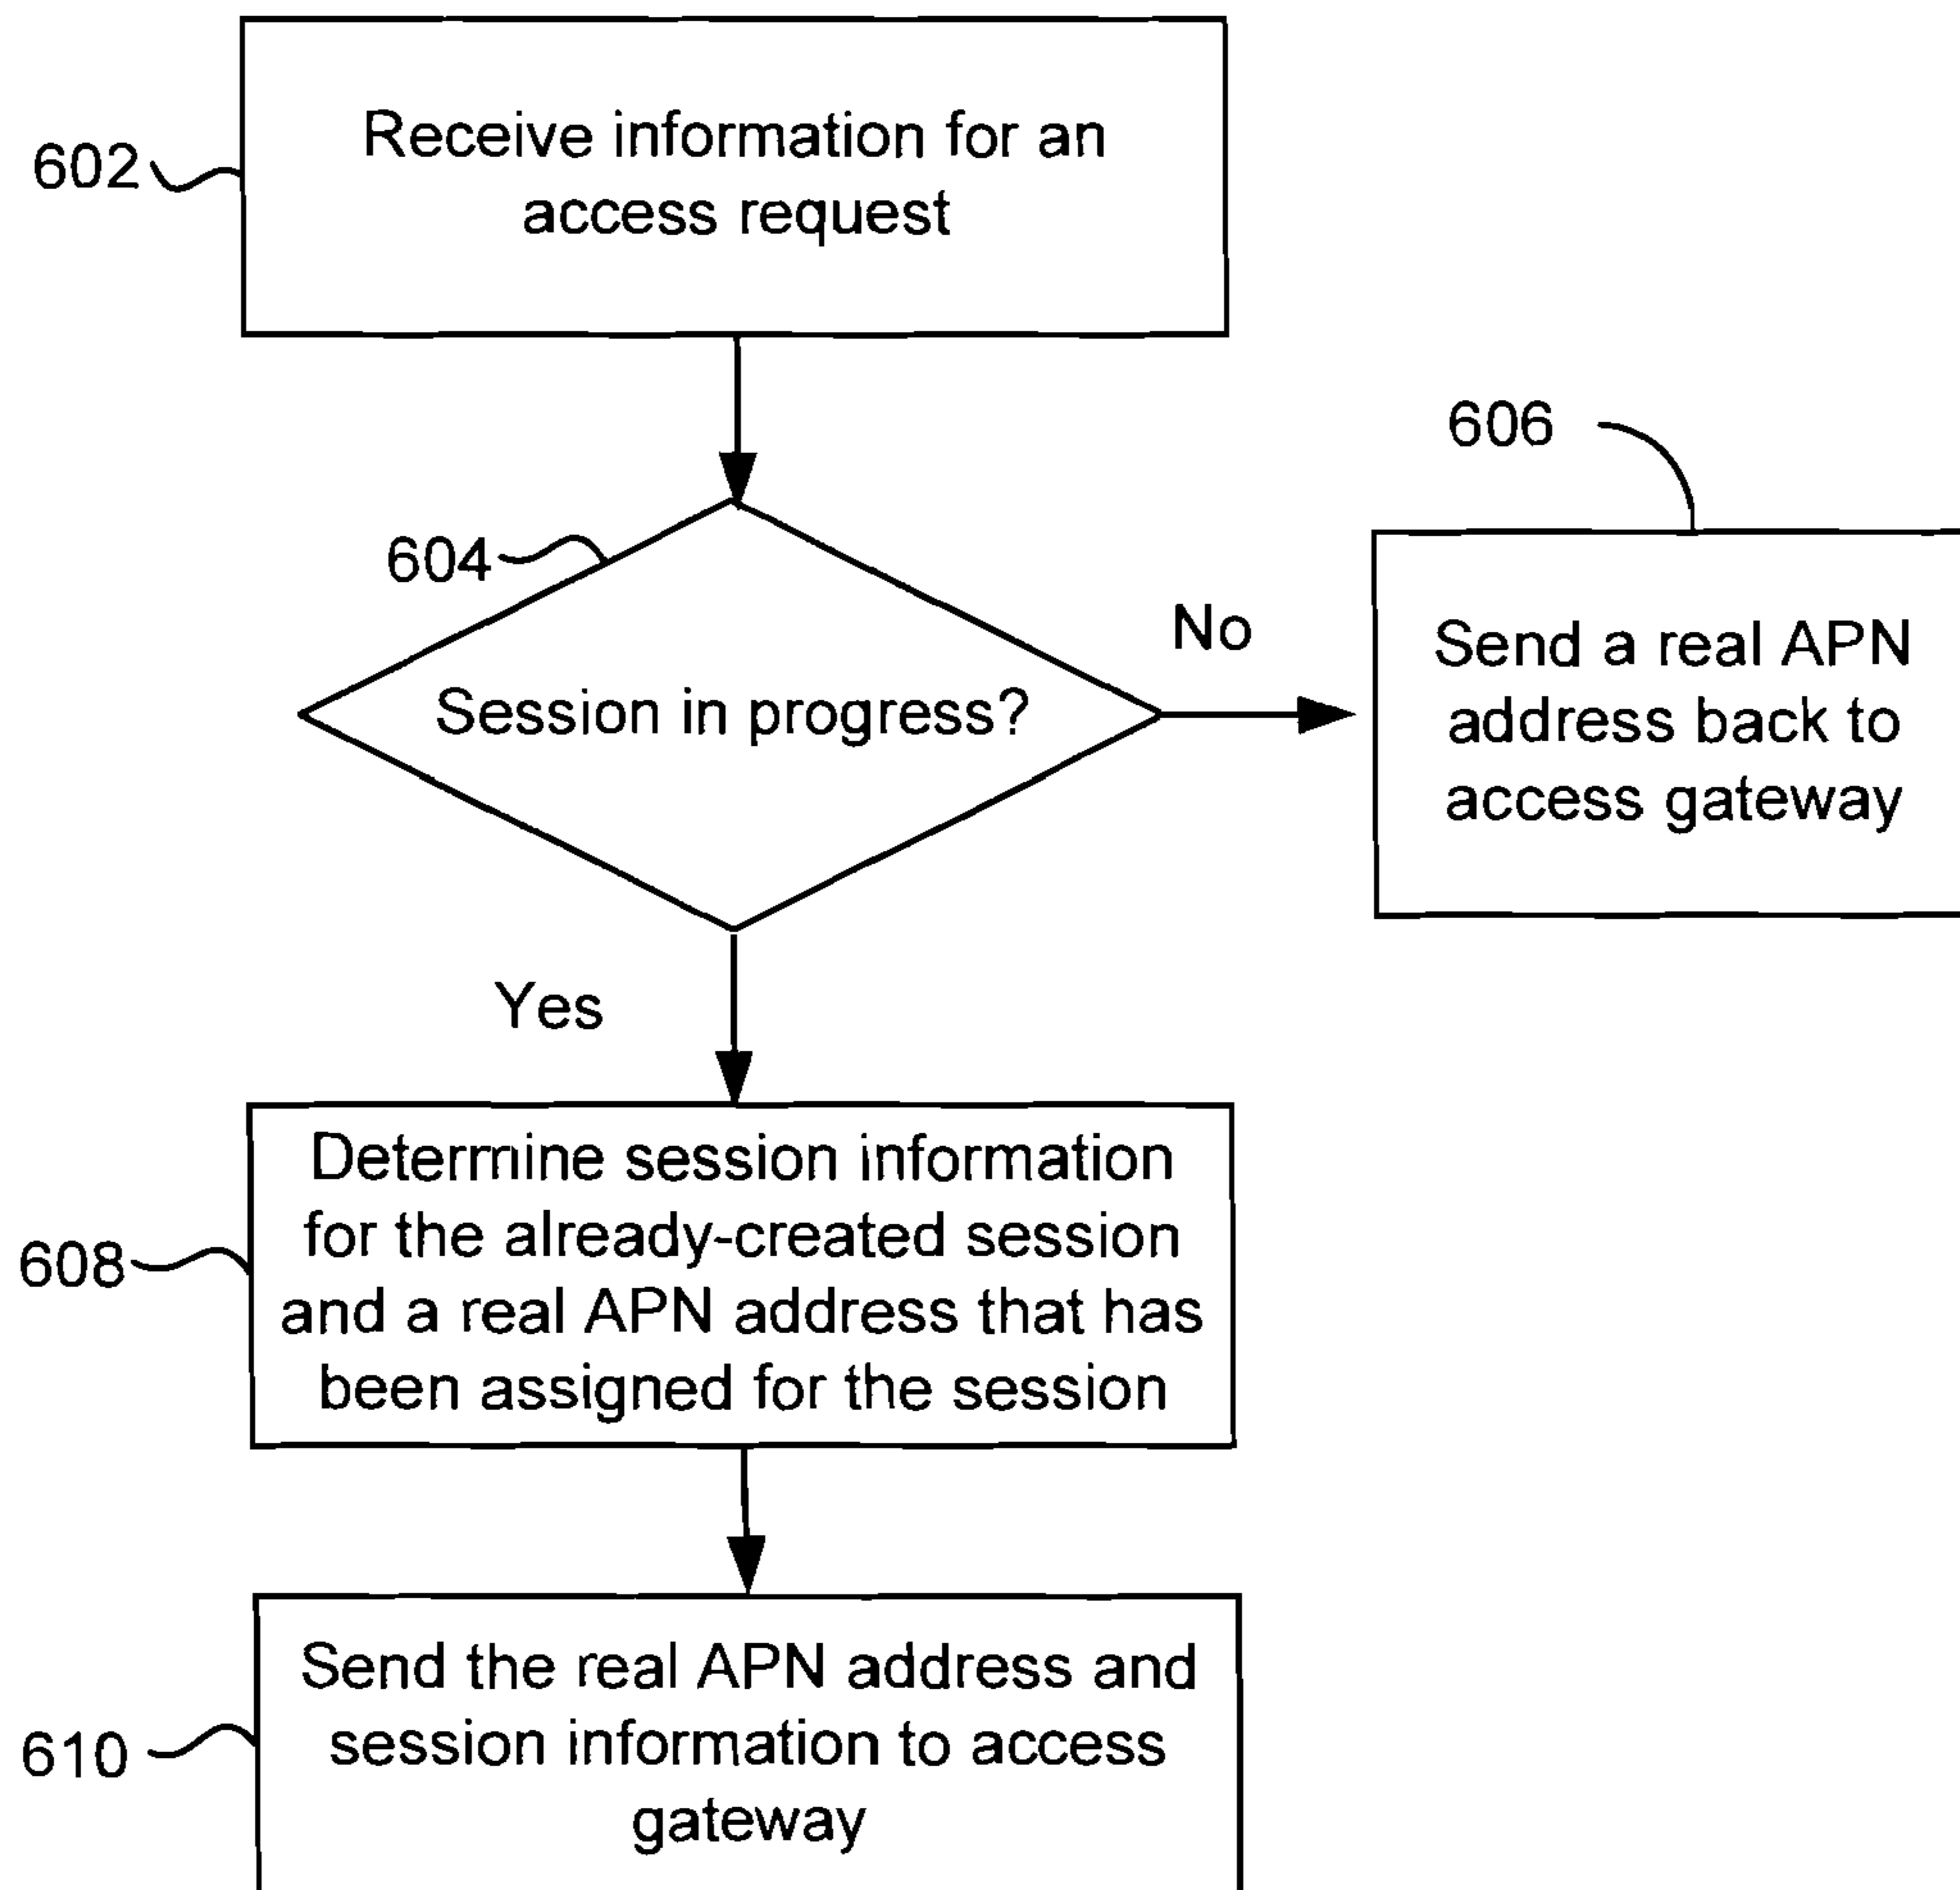 602
Receive information for an
access request
604
Session in progress?
No
606
Send a real APN
address back to
access gateway
Yes
608
Determine session information
for the already-created session
and a real APN address that has
been assigned for the session
610
Send the real APN address and
session information to access
gateway